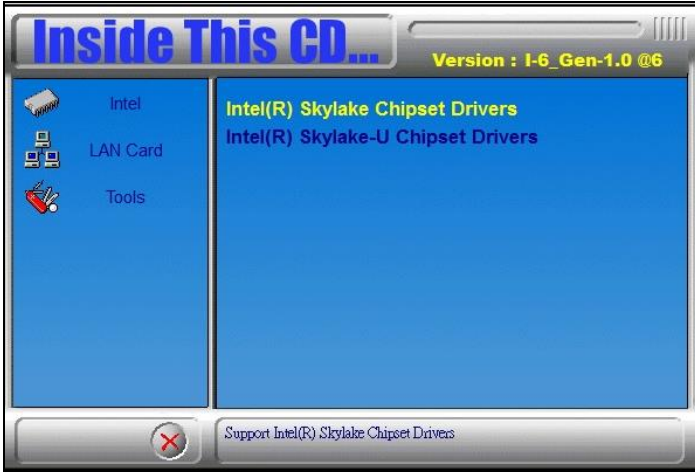 Inside This CD...
Version : I-6_Gen-1.0 @6
Intel
LAN Card
Tools
Intel(R) Skylake Chipset Drivers
Intel(R) Skylake-U Chipset Drivers
Support Intel(R) Skylake Chipset Drivers